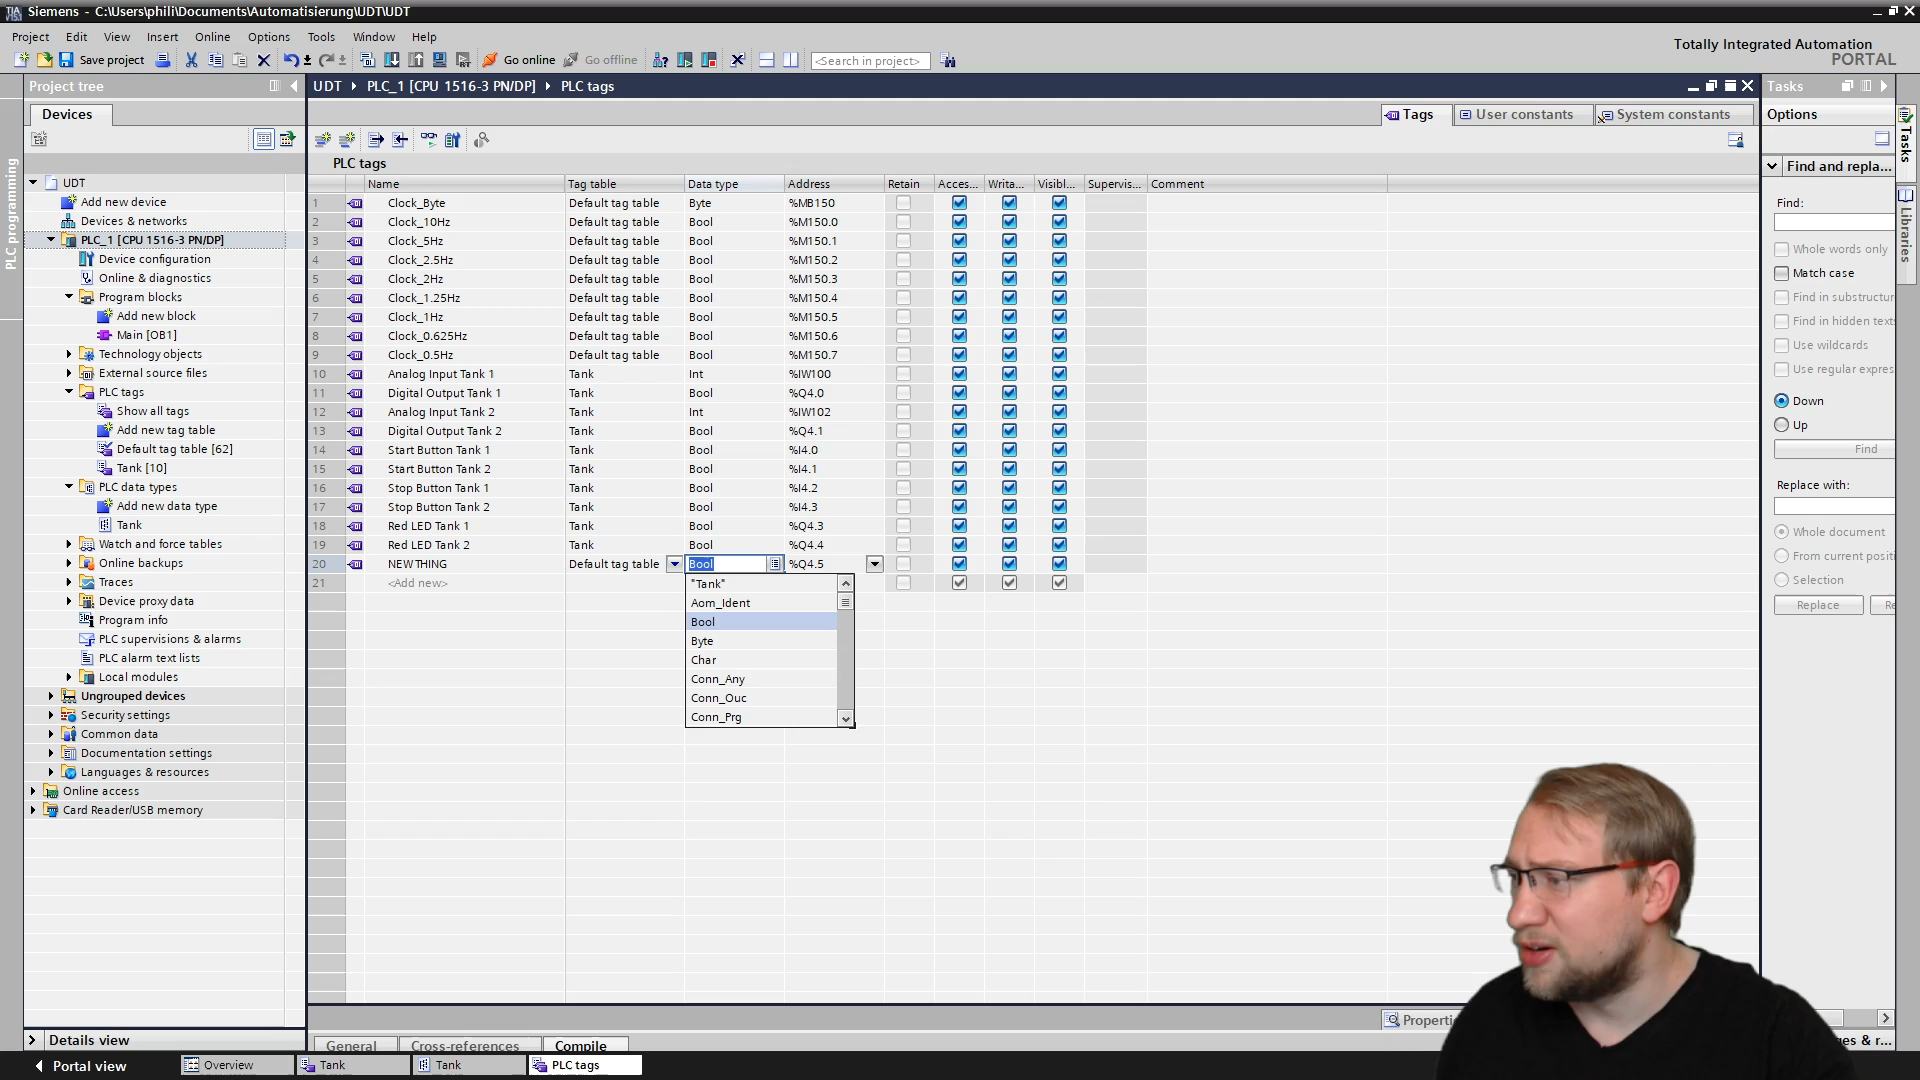 Siemens - C:\Users\phili\Documents\Automatisierung\UDT\UDT
Project Edit View Insert Online Options Tools Window Help
Totally Integrated Automation
PORTAL
Save project
Go online
Go offline
<Search in project>
Project tree
UDT PLC_1 [CPU 1516-3 PN/DP] PLC tags
Tasks
Devices
Tags User constants System constants
Options
PLC programming
PLC tags
Find and repla...
Name Tag table Data type Address Retain Acces... Writa... Visibl... Supervis... Comment
1 Clock_Byte Default tag table Byte %MB150
2 Clock_10Hz Default tag table Bool %M150.0
3 Clock_5Hz Default tag table Bool %M150.1
4 Clock_2.5Hz Default tag table Bool %M150.2
5 Clock_2Hz Default tag table Bool %M150.3
6 Clock_1.25Hz Default tag table Bool %M150.4
7 Clock_1Hz Default tag table Bool %M150.5
8 Clock_0.625Hz Default tag table Bool %M150.6
9 Clock_0.5Hz Default tag table Bool %M150.7
10 Analog Input Tank 1 Tank Int %IW100
11 Digital Output Tank 1 Tank Bool %Q4.0
12 Analog Input Tank 2 Tank Int %IW102
13 Digital Output Tank 2 Tank Bool %Q4.1
14 Start Button Tank 1 Tank Bool %I4.0
15 Start Button Tank 2 Tank Bool %I4.1
16 Stop Button Tank 1 Tank Bool %I4.2
17 Stop Button Tank 2 Tank Bool %I4.3
18 Red LED Tank 1 Tank Bool %Q4.3
19 Red LED Tank 2 Tank Bool %Q4.4
20 NEW THING Default tag table Bool %Q4.5
21 <Add new>
"Tank"
Aom_Ident
Bool
Byte
Char
Conn_Any
Conn_Ouc
Conn_Prg
UDT
Add new device
Devices & networks
PLC_1 [CPU 1516-3 PN/DP]
Device configuration
Online & diagnostics
Program blocks
Add new block
Main [OB1]
Technology objects
External source files
PLC tags
Show all tags
Add new tag table
Default tag table [62]
Tank [10]
PLC data types
Add new data type
Tank
Watch and force tables
Online backups
Traces
Device proxy data
Program info
PLC supervisions & alarms
PLC alarm text lists
Local modules
Ungrouped devices
Security settings
Common data
Documentation settings
Languages & resources
Online access
Card Reader/USB memory
Find:
Whole words only
Match case
Find in substructur
Find in hidden texts
Use wildcards
Use regular expres
Down
Up
Find
Replace with:
Whole document
From current positi
Selection
Replace Re
Tasks
Libraries
Properti
General Cross-references Compile
Details view
es & r...
Portal view
Overview Tank Tank PLC tags